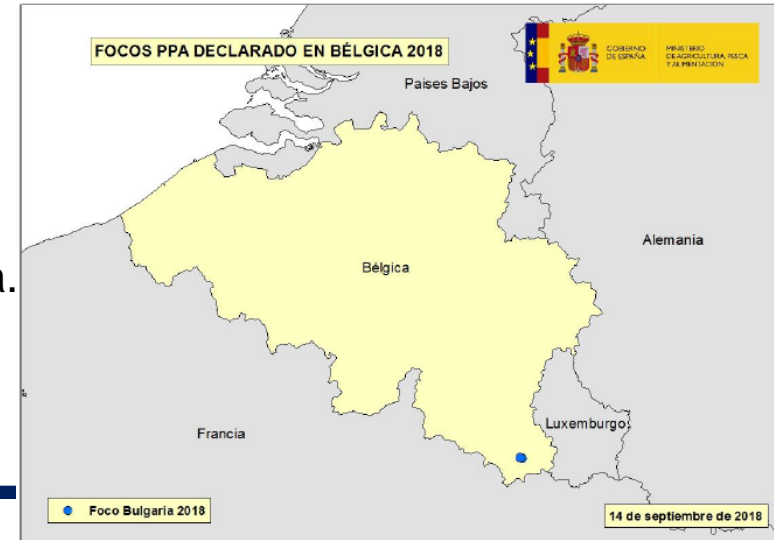 FOCOS PPA DECLARADO EN BÉLGICA 2018
GOBIERNO
DE ESPAÑA
MINISTERIO
DE AGRICULTURA, PESCA
Y ALIMENTACIÓN
Paises Bajos
Alemania
Bélgica
a.
Luxemburgo
Francia
Foco Bulgaria 2018
14 de septiembre de 2018